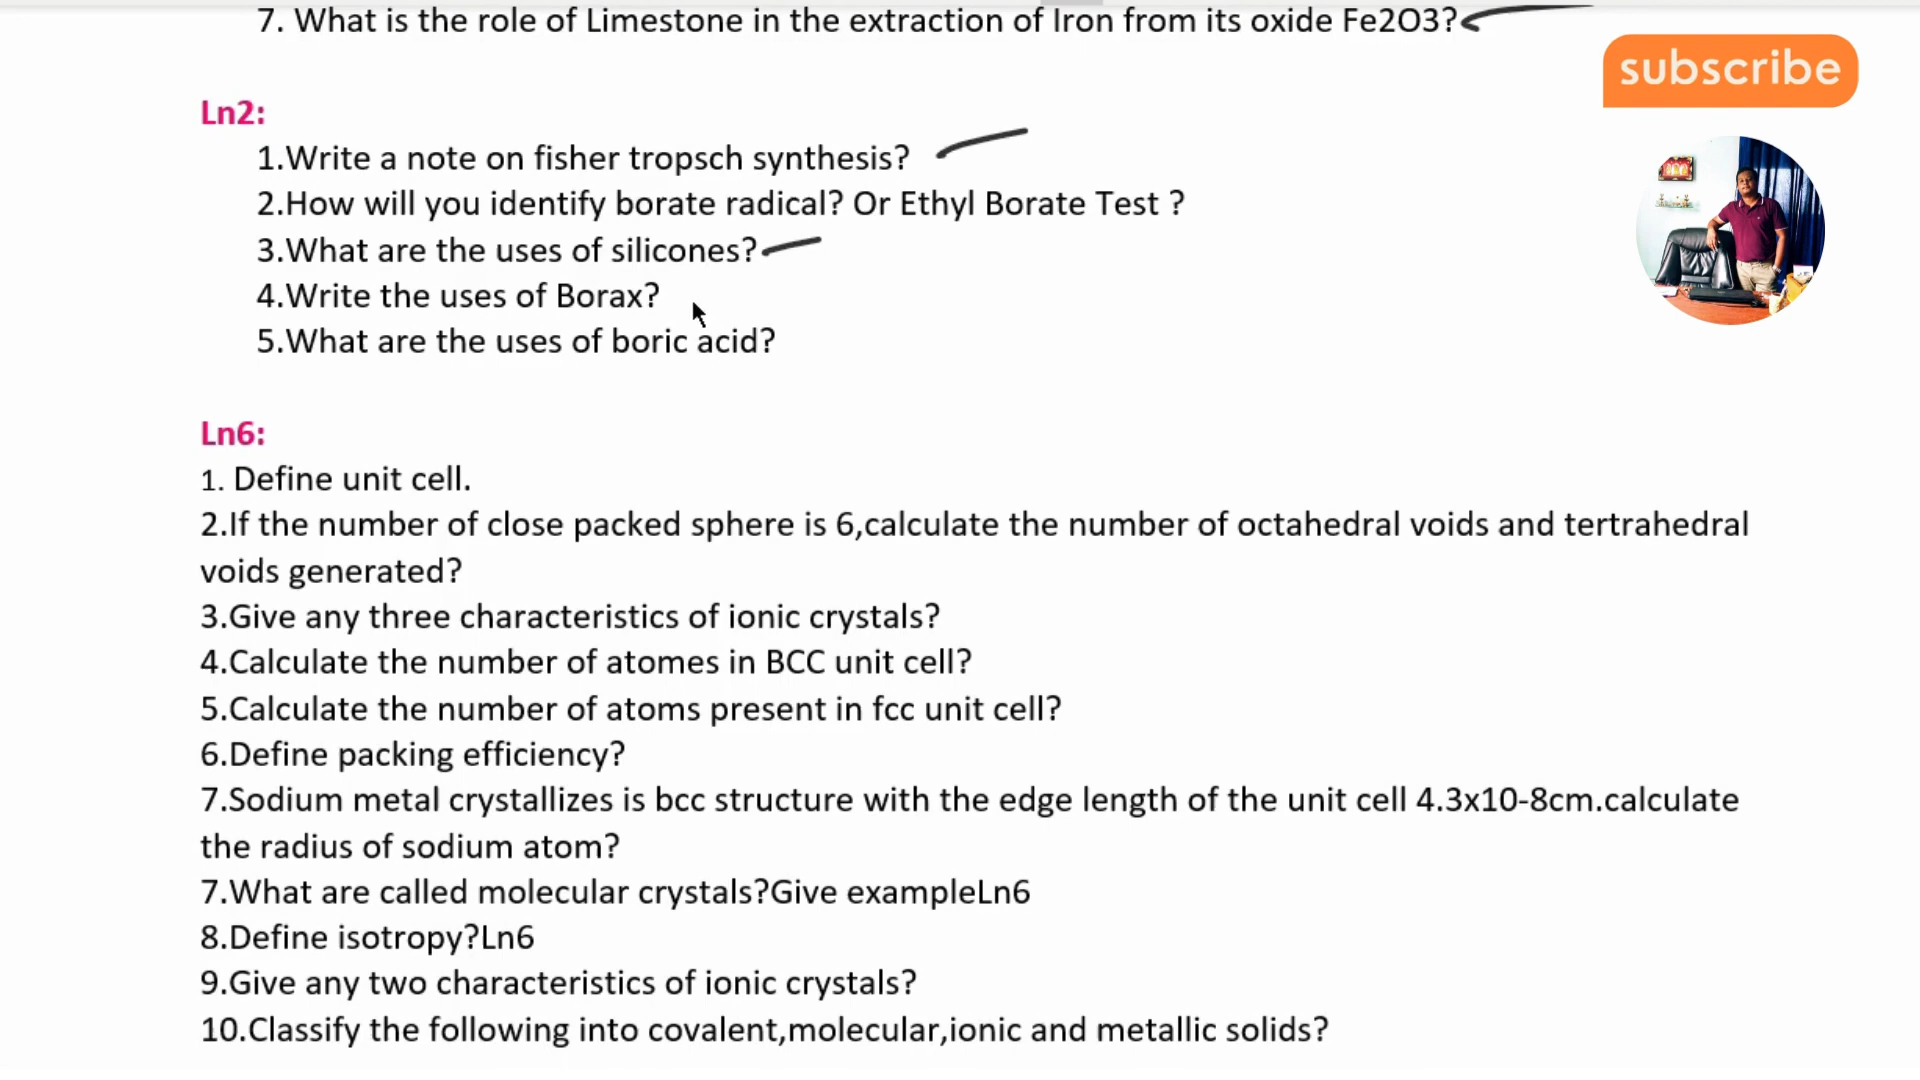 7. What is the role of Limestone in the extraction of Iron from its oxide Fe2O3?
subscribe
Ln2:
1.Write a note on fisher tropsch synthesis?
2.How will you identify borate radical? Or Ethyl Borate Test ?
3.What are the uses of silicones?
4.Write the uses of Borax?
5.What are the uses of boric acid?
Ln6:
1. Define unit cell.
2.If the number of close packed sphere is 6,calculate the number of octahedral voids and tertrahedral
voids generated?
3.Give any three characteristics of ionic crystals?
4.Calculate the number of atomes in BCC unit cell?
5.Calculate the number of atoms present in fcc unit cell?
6.Define packing efficiency?
7.Sodium metal crystallizes is bcc structure with the edge length of the unit cell 4.3x10-8cm.calculate
the radius of sodium atom?
7.What are called molecular crystals?Give exampleLn6
8.Define isotropy?Ln6
9.Give any two characteristics of ionic crystals?
10.Classify the following into covalent,molecular,ionic and metallic solids?